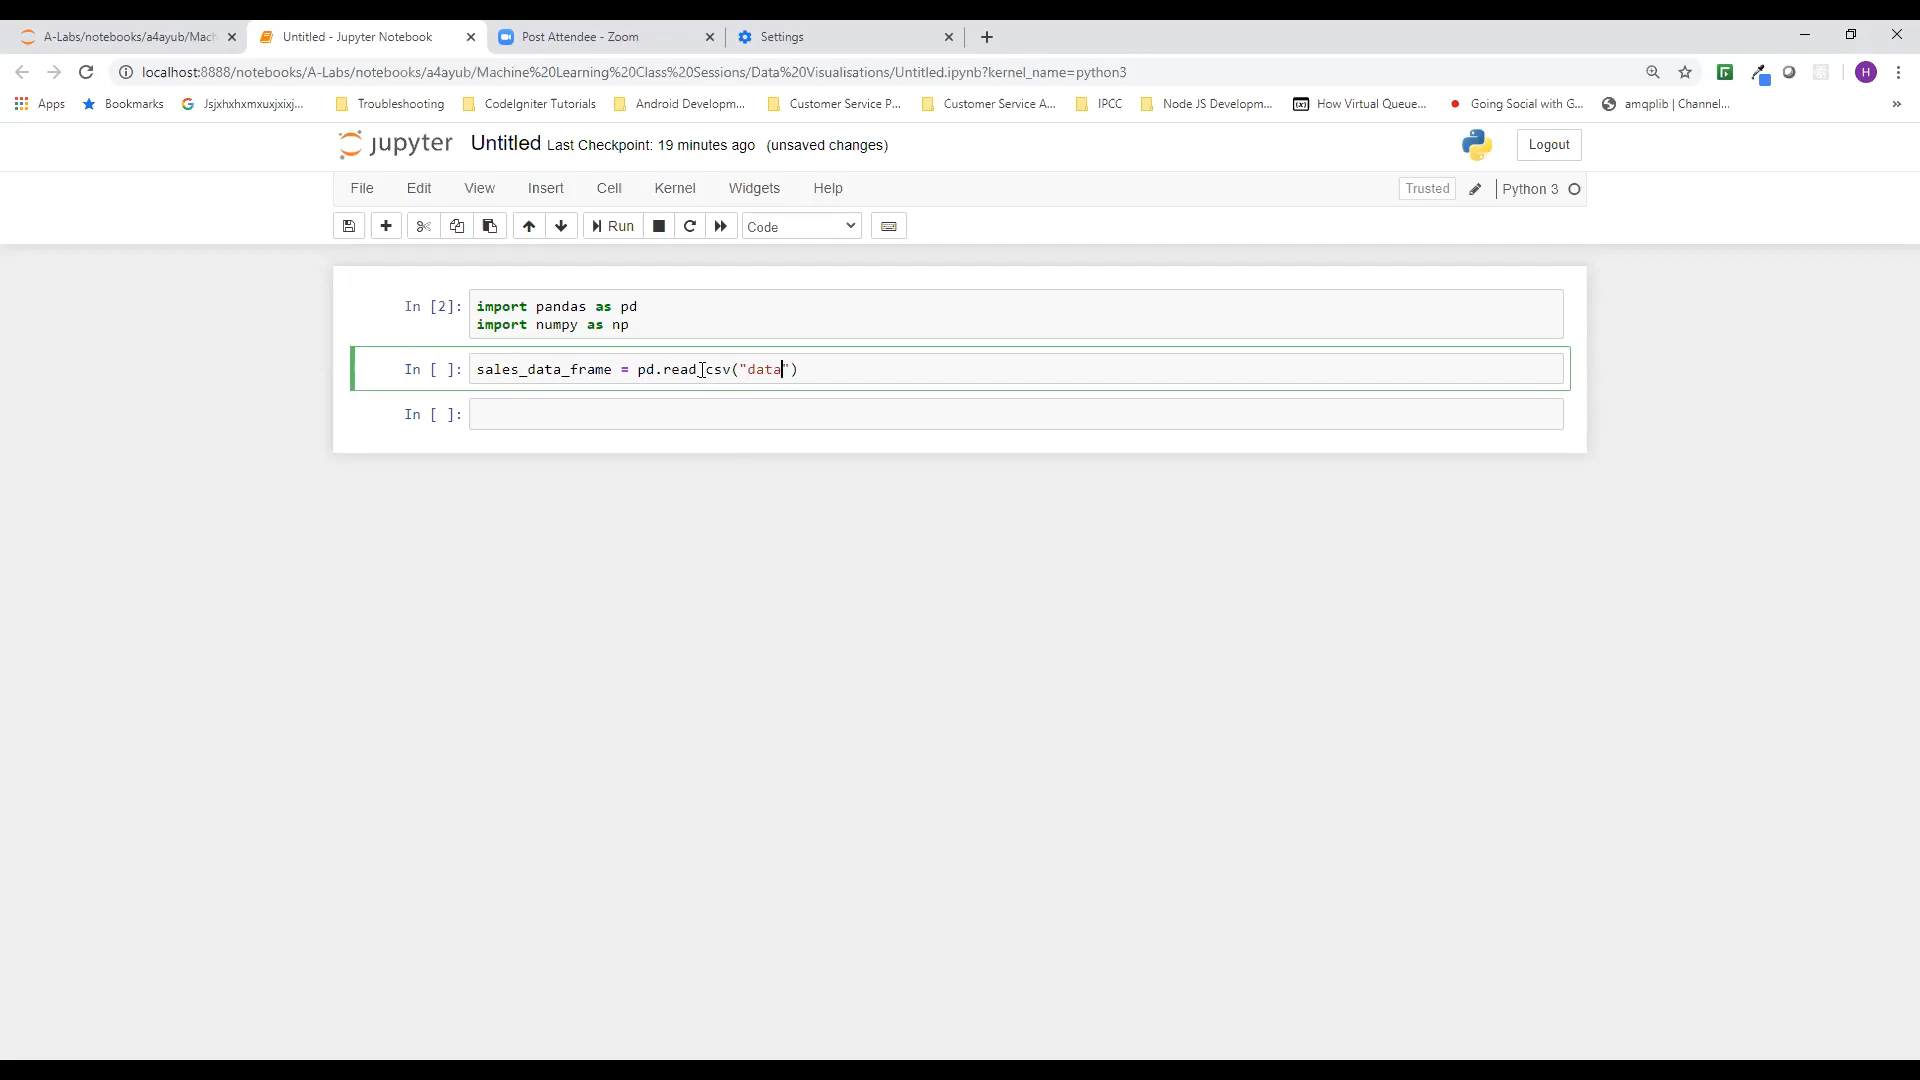 A-Labs/notebooks/a4ayub/Mach
Untitled - Jupyter Notebook
Post Attendee - Zoom
Settings
localhost:8888/notebooks/A-Labs/notebooks/a4ayub/Machine%20Learning%20Class%20Sessions/Data%20Visualisations/Untitled.ipynb?kernel_name=python3
H
Apps
Bookmarks
Jsjxhxhxmxuxjxixj...
Troubleshooting
CodeIgniter Tutorials
Android Developm...
Customer Service P...
Customer Service A...
IPCC
Node JS Developm...
How Virtual Queue...
Going Social with G...
amqplib | Channel...
»
jupyter Untitled Last Checkpoint: 19 minutes ago (unsaved changes)
Logout
File Edit View Insert Cell Kernel Widgets Help
Trusted
Python 3
Run
Code
In [2]: import pandas as pd
import numpy as np
In [ ]: sales_data_frame = pd.read_csv("data")
In [ ]: